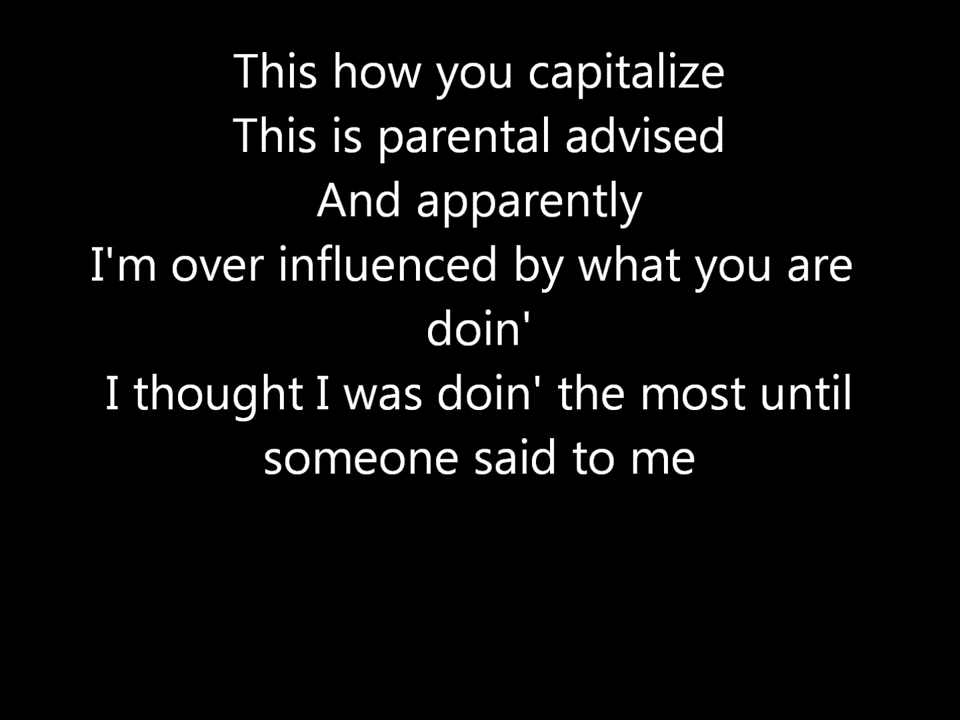 This how you capitalize
This is parental advised
And apparently
I'm over influenced by what you are
doin'
I thought I was doin' the most until
someone said to me